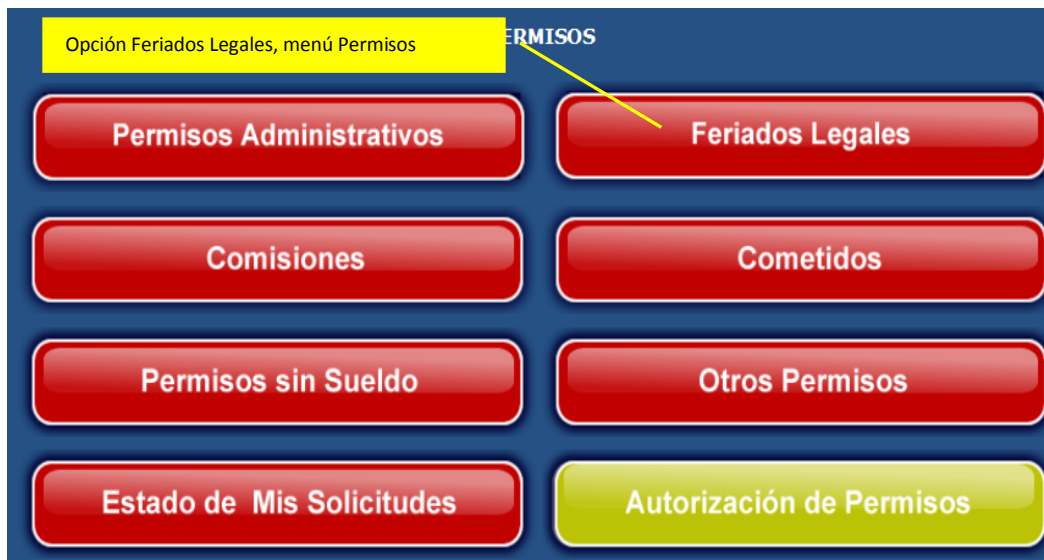 Opción Feriados Legales, menú Permisos
ERMISOS
Permisos Administrativos
Feriados Legales
Comisiones
Cometidos
Permisos sin Sueldo
Otros Permisos
Estado de Mis Solicitudes
Autorización de Permisos